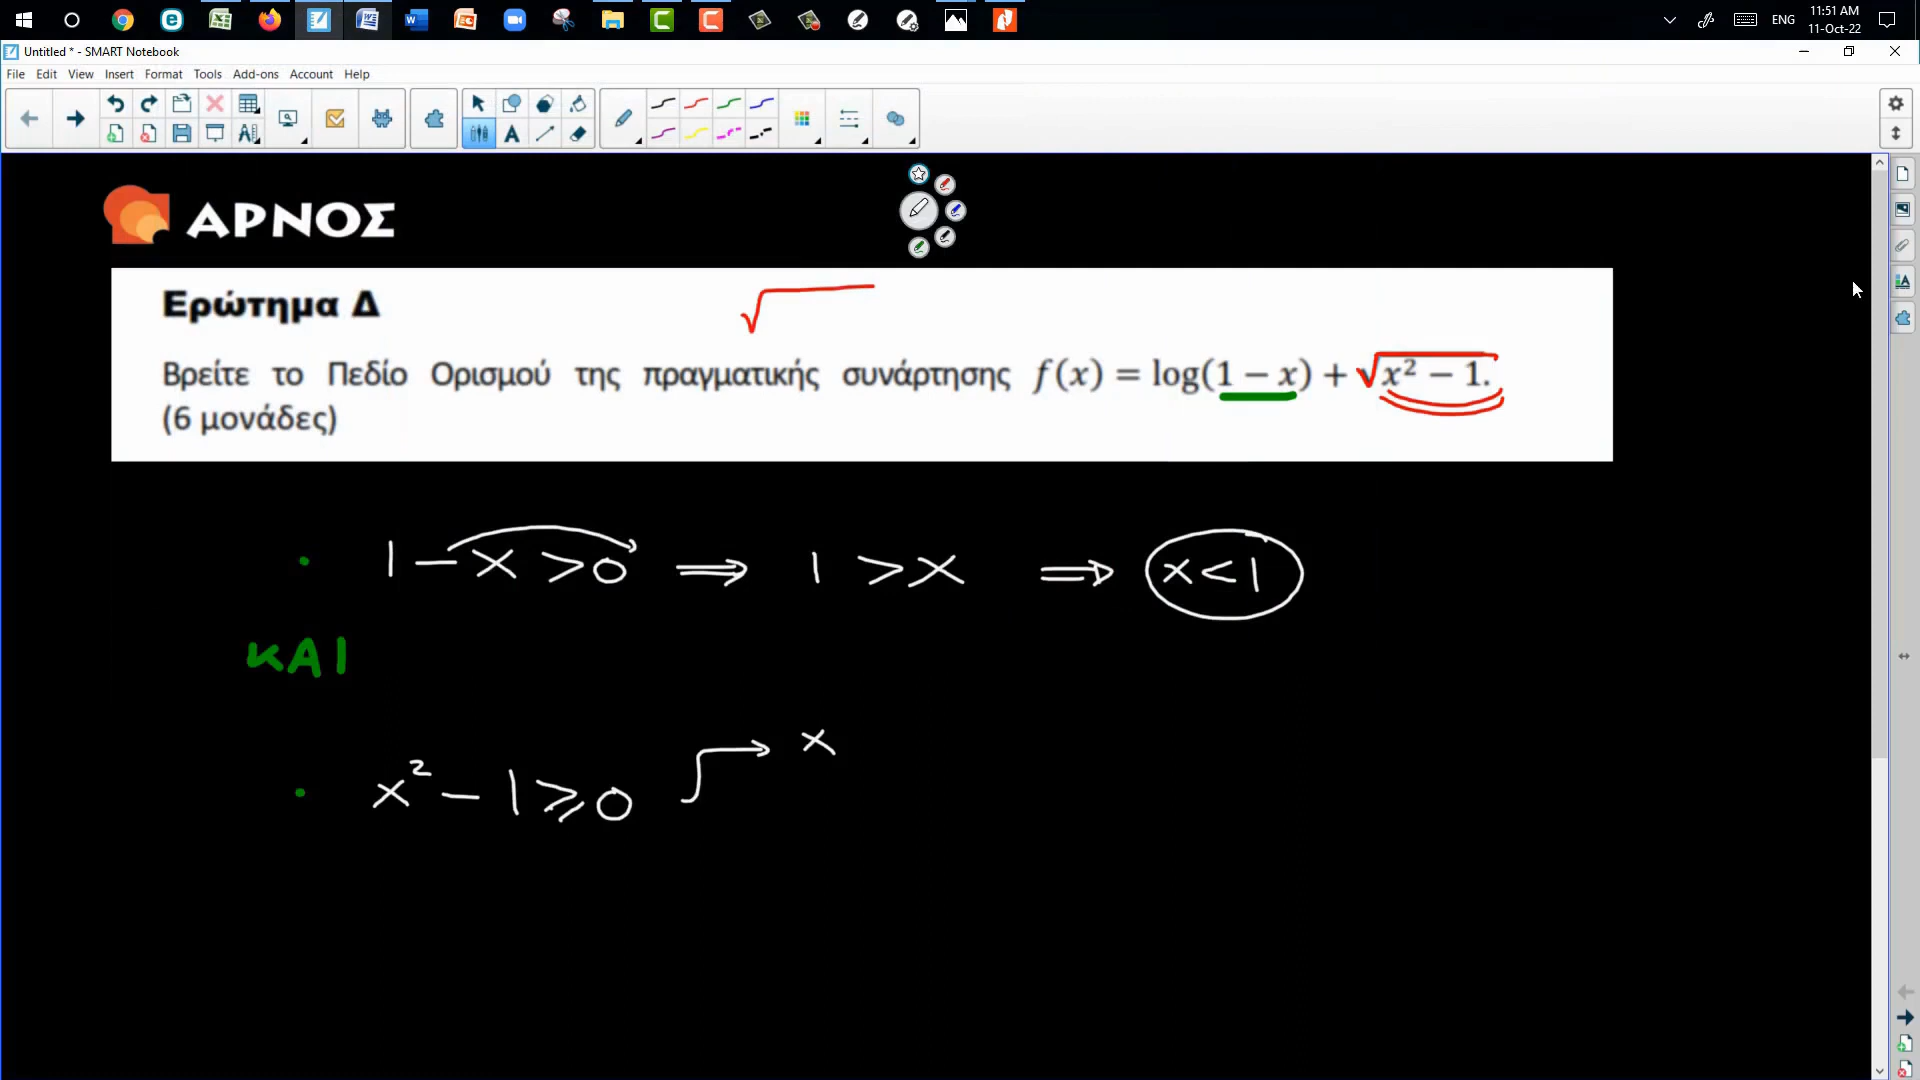 11:51 AM
ENG
11-Oct-22
Untitled * - SMART Notebook
File Edit View Insert Format Tools Add-ons Account Help
ΑΡΝΟΣ
Ερώτημα Δ
√
Βρείτε το Πεδίο Ορισμού της πραγματικής συνάρτησης f(x) = log(1 − x) + √x² − 1.
(6 μονάδες)
• 1 − x > 0 ⟹ 1 > x ⟹ x < 1
ΚΑΙ
x
• x² − 1 ⩾ 0